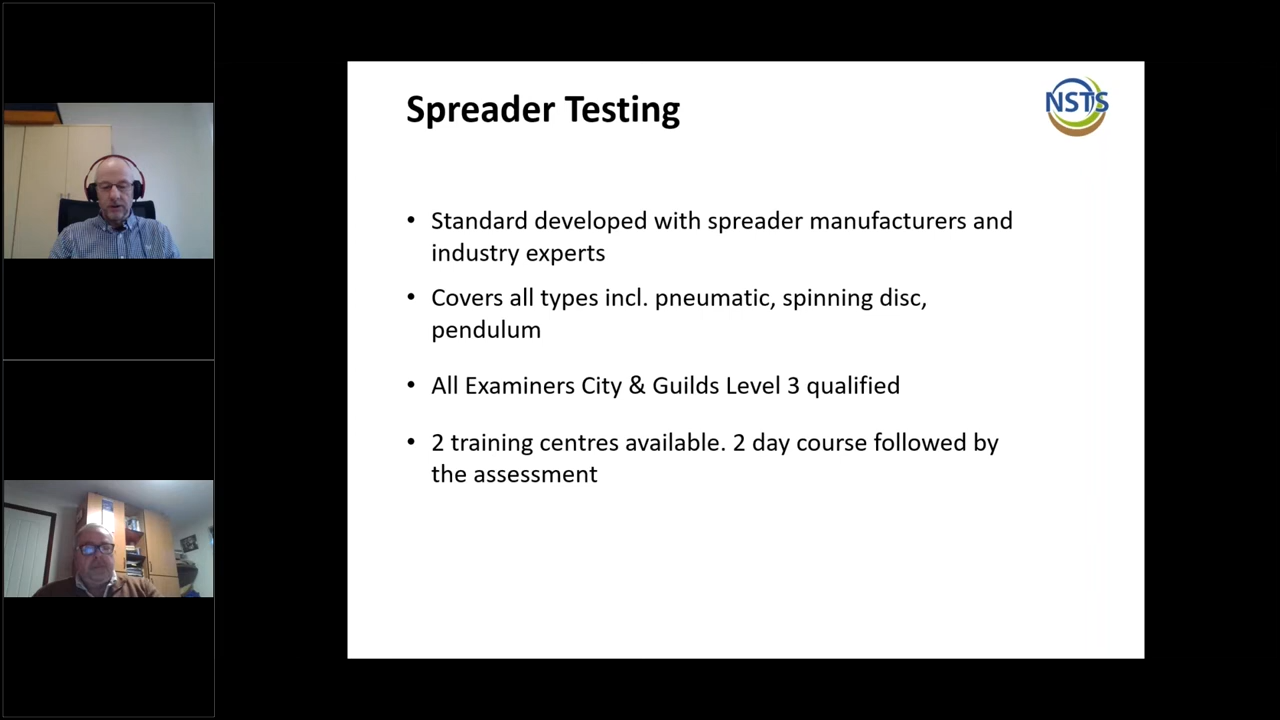 Spreader Testing
NSTS
• Standard developed with spreader manufacturers and
industry experts
• Covers all types incl. pneumatic, spinning disc,
pendulum
• All Examiners City & Guilds Level 3 qualified
• 2 training centres available. 2 day course followed by
the assessment